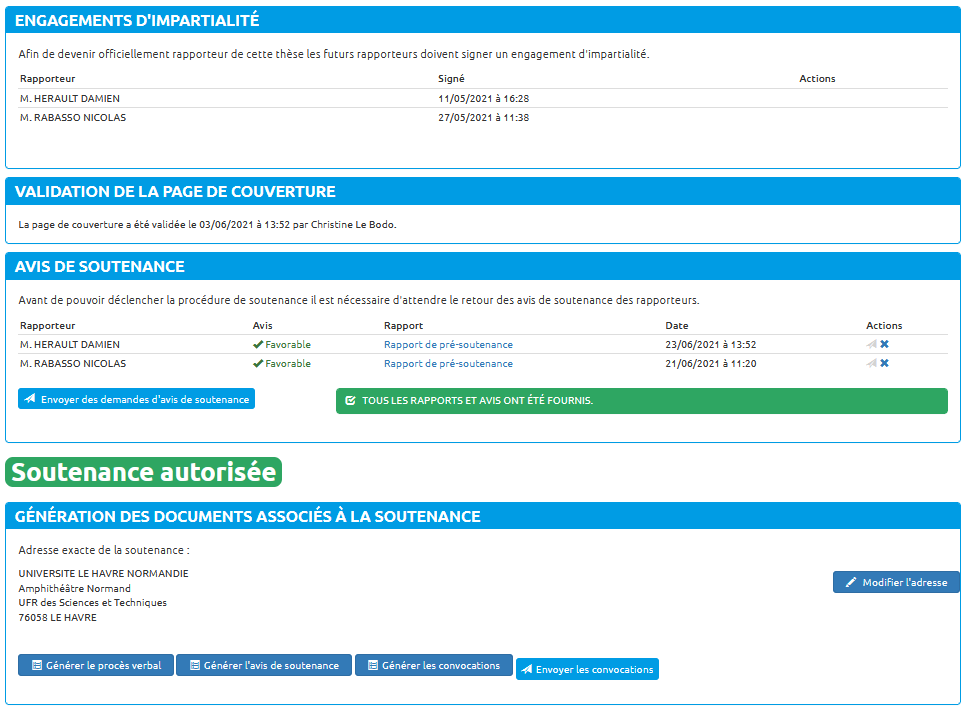 ENGAGEMENTS D'IMPARTIALITÉ
Afin de devenir officiellement rapporteur de cette thèse les futurs rapporteurs doivent signer un engagement d'impartialité.
Rapporteur Signé Actions
M. HERAULT DAMIEN 11/05/2021 à 16:28
M. RABASSO NICOLAS 27/05/2021 à 11:38
VALIDATION DE LA PAGE DE COUVERTURE
La page de couverture a été validée le 03/06/2021 à 13:52 par Christine Le Bodo.
AVIS DE SOUTENANCE
Avant de pouvoir déclencher la procédure de soutenance il est nécessaire d'attendre le retour des avis de soutenance des rapporteurs.
Rapporteur Avis Rapport Date Actions
M. HERAULT DAMIEN Favorable Rapport de pré-soutenance 23/06/2021 à 13:52
M. RABASSO NICOLAS Favorable Rapport de pré-soutenance 21/06/2021 à 11:20
Envoyer des demandes d'avis de soutenance TOUS LES RAPPORTS ET AVIS ONT ÉTÉ FOURNIS.
Soutenance autorisée
GÉNÉRATION DES DOCUMENTS ASSOCIÉS À LA SOUTENANCE
Adresse exacte de la soutenance :
UNIVERSITE LE HAVRE NORMANDIE
Modifier l'adresse
Amphithéâtre Normand
UFR des Sciences et Techniques
76058 LE HAVRE
Générer le procès verbal Générer l'avis de soutenance Générer les convocations Envoyer les convocations